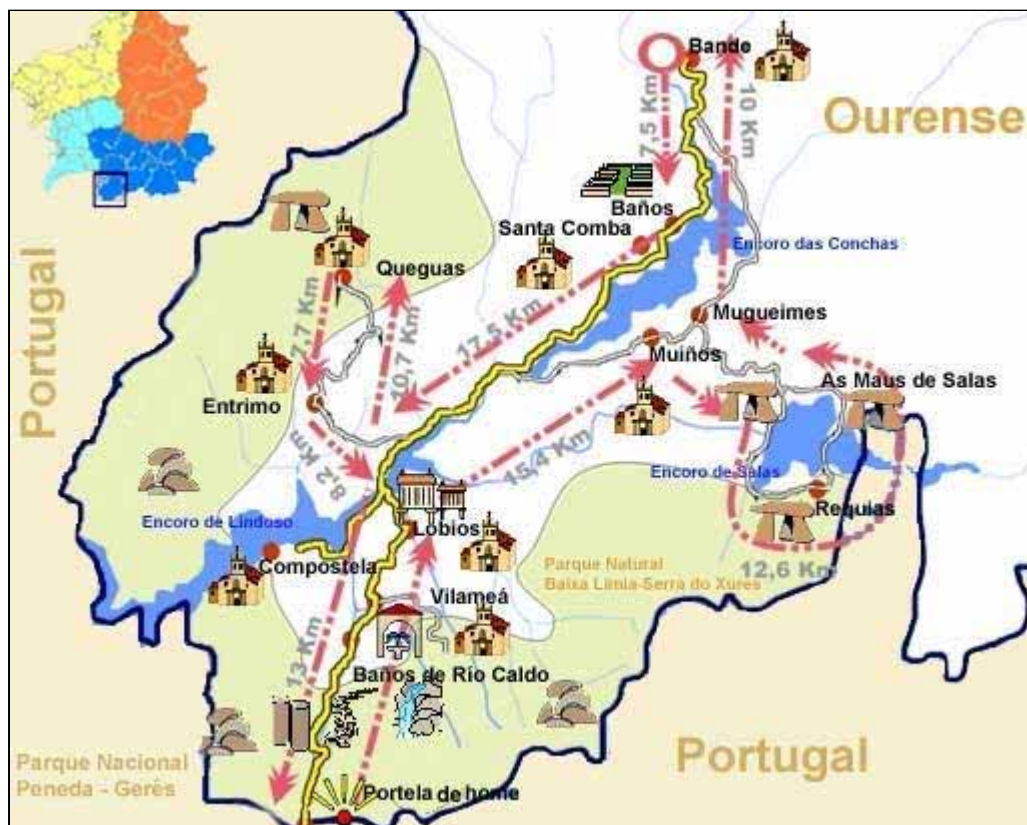 Bande
Ourense
7,5 Km
10 Km
Baños
Santa Comba
Encoro das Conchas
Portugal
Queguas
7,7 Km
10,7 Km
17,5 Km
Mugueimes
Muiños
As Maus de Salas
Entrimo
8,2 Km
15,4 Km
Encoro de Salas
Requias
Encoro de Lindoso
Lobios
Compostela
Parque Natural
Baixa Limia-Serra do Xurés
12,6 Km
Vilameá
13 Km
Baños de Río Caldo
Parque Nacional
Peneda - Gerês
Portugal
Portela de home